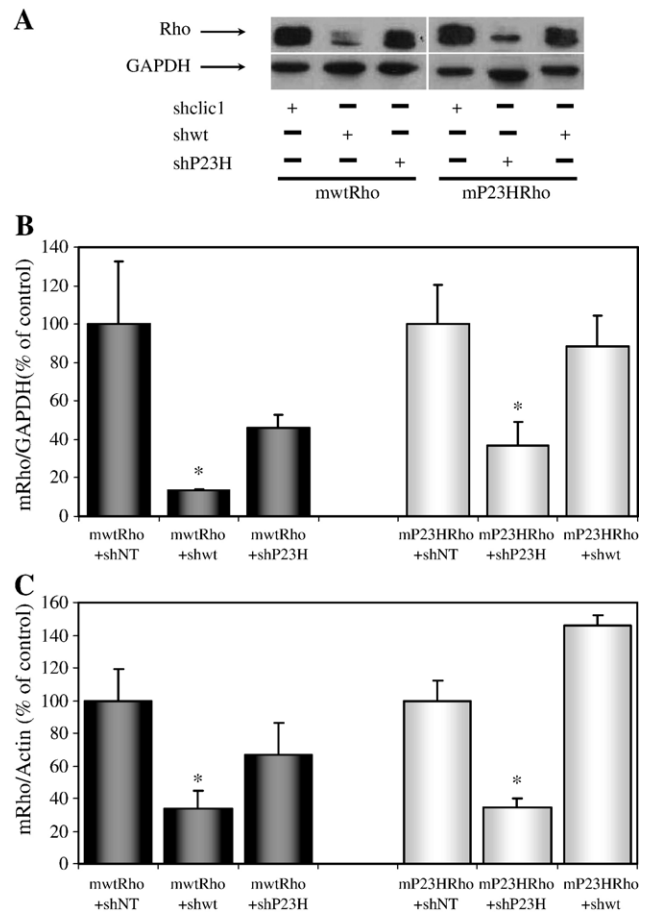 A
Rho
GAPDH
shclic1 + − −
shwt − + −
shP23H − − +
+ − −
− − +
− + −
mwtRho mP23HRho
B
mRho/GAPDH(% of control)
140
120
100
80
60
40
20
0
*
*
mwtRho
+shNT
mwtRho
+shwt
mwtRho
+shP23H
mP23HRho
+shNT
mP23HRho
+shP23H
mP23HRho
+shwt
C
mRho/Actin (% of control)
160
140
120
100
80
60
40
20
0
*
*
mwtRho
+shNT
mwtRho
+shwt
mwtRho
+shP23H
mP23HRho
+shNT
mP23HRho
+shP23H
mP23HRho
+shwt